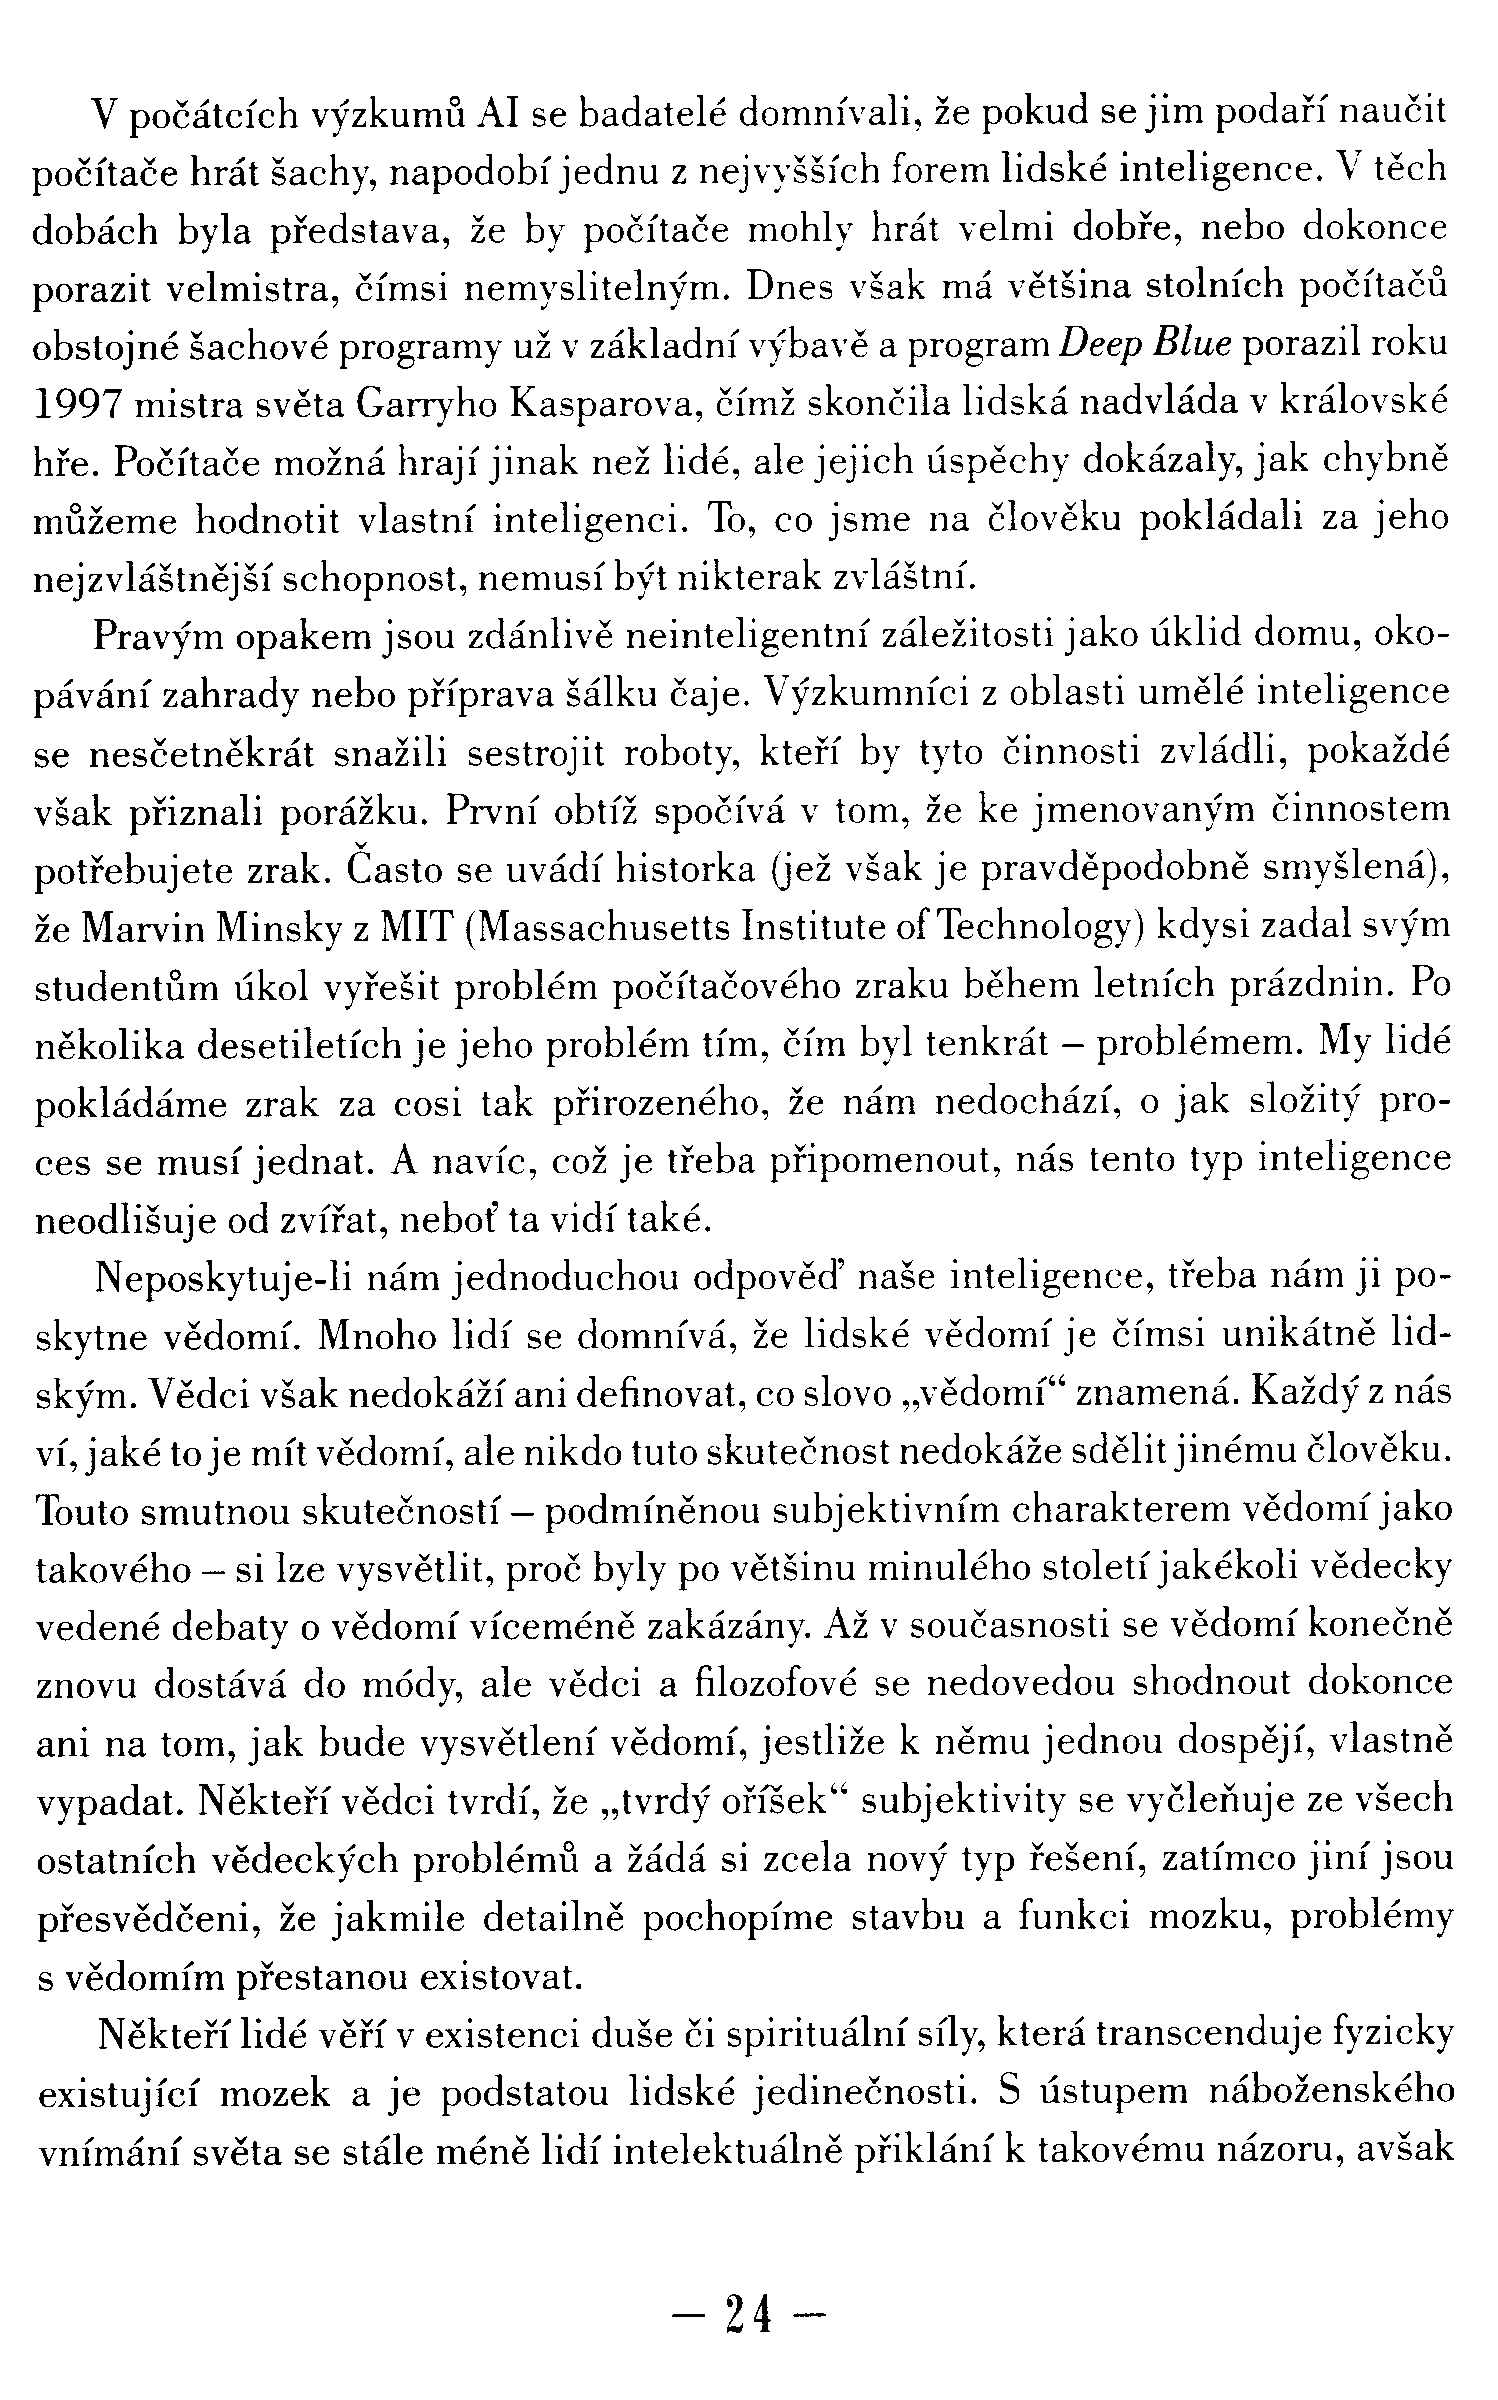 V počátcích výzkumů AI se badatelé domnívali, že pokud se jim podaří naučit
počítače hrát šachy, napodobí jednu z nejvyšších forem lidské inteligence. V těch
dobách byla představa, že by počítače mohly hrát velmi dobře, nebo dokonce
porazit velmistra, čímsi nemyslitelným. Dnes však má většina stolních počítačů
obstojné šachové programy už v základní výbavě a program Deep Blue porazil roku
1997 mistra světa Garryho Kasparova, čímž skončila lidská nadvláda v královské
hře. Počítače možná hrají jinak než lidé, ale jejich úspěchy dokázaly, jak chybně
můžeme hodnotit vlastní inteligenci. To, co jsme na člověku pokládali za jeho
nejzvláštnější schopnost, nemusí být nikterak zvláštní.
Pravým opakem jsou zdánlivě neinteligentní záležitosti jako úklid domu, oko-
pávání zahrady nebo příprava šálku čaje. Výzkumníci z oblasti umělé inteligence
se nesčetněkrát snažili sestrojit roboty, kteří by tyto činnosti zvládli, pokaždé
však přiznali porážku. První obtíž spočívá v tom, že ke jmenovaným činnostem
potřebujete zrak. Často se uvádí historka (jež však je pravděpodobně smyšlená),
že Marvin Minsky z MIT (Massachusetts Institute of Technology) kdysi zadal svým
studentům úkol vyřešit problém počítačového zraku během letních prázdnin. Po
několika desetiletích je jeho problém tím, čím byl tenkrát – problémem. My lidé
pokládáme zrak za cosi tak přirozeného, že nám nedochází, o jak složitý pro-
ces se musí jednat. A navíc, což je třeba připomenout, nás tento typ inteligence
neodlišuje od zvířat, neboť ta vidí také.
Neposkytuje-li nám jednoduchou odpověď naše inteligence, třeba nám ji po-
skytne vědomí. Mnoho lidí se domnívá, že lidské vědomí je čímsi unikátně lid-
ským. Vědci však nedokáží ani definovat, co slovo „vědomí“ znamená. Každý z nás
ví, jaké to je mít vědomí, ale nikdo tuto skutečnost nedokáže sdělit jinému člověku.
Touto smutnou skutečností – podmíněnou subjektivním charakterem vědomí jako
takového – si lze vysvětlit, proč byly po většinu minulého století jakékoli vědecky
vedené debaty o vědomí víceméně zakázány. Až v současnosti se vědomí konečně
znovu dostává do módy, ale vědci a filozofové se nedovedou shodnout dokonce
ani na tom, jak bude vysvětlení vědomí, jestliže k němu jednou dospějí, vlastně
vypadat. Někteří vědci tvrdí, že „tvrdý oříšek“ subjektivity se vyčleňuje ze všech
ostatních vědeckých problémů a žádá si zcela nový typ řešení, zatímco jiní jsou
přesvědčeni, že jakmile detailně pochopíme stavbu a funkci mozku, problémy
s vědomím přestanou existovat.
Někteří lidé věří v existenci duše či spirituální síly, která transcenduje fyzicky
existující mozek a je podstatou lidské jedinečnosti. S ústupem náboženského
vnímání světa se stále méně lidí intelektuálně přiklání k takovému názoru, avšak
– 24 –